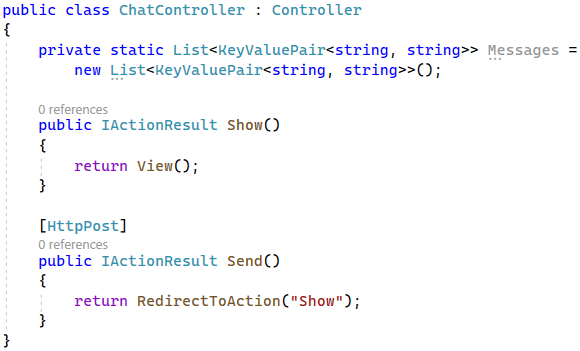 public class ChatController : Controller
{
    private static List<KeyValuePair<string, string>> Messages =
        new List<KeyValuePair<string, string>>();
    0 references
    public IActionResult Show()
    {
        return View();
    }
    [HttpPost]
    0 references
    public IActionResult Send()
    {
        return RedirectToAction("Show");
    }
}